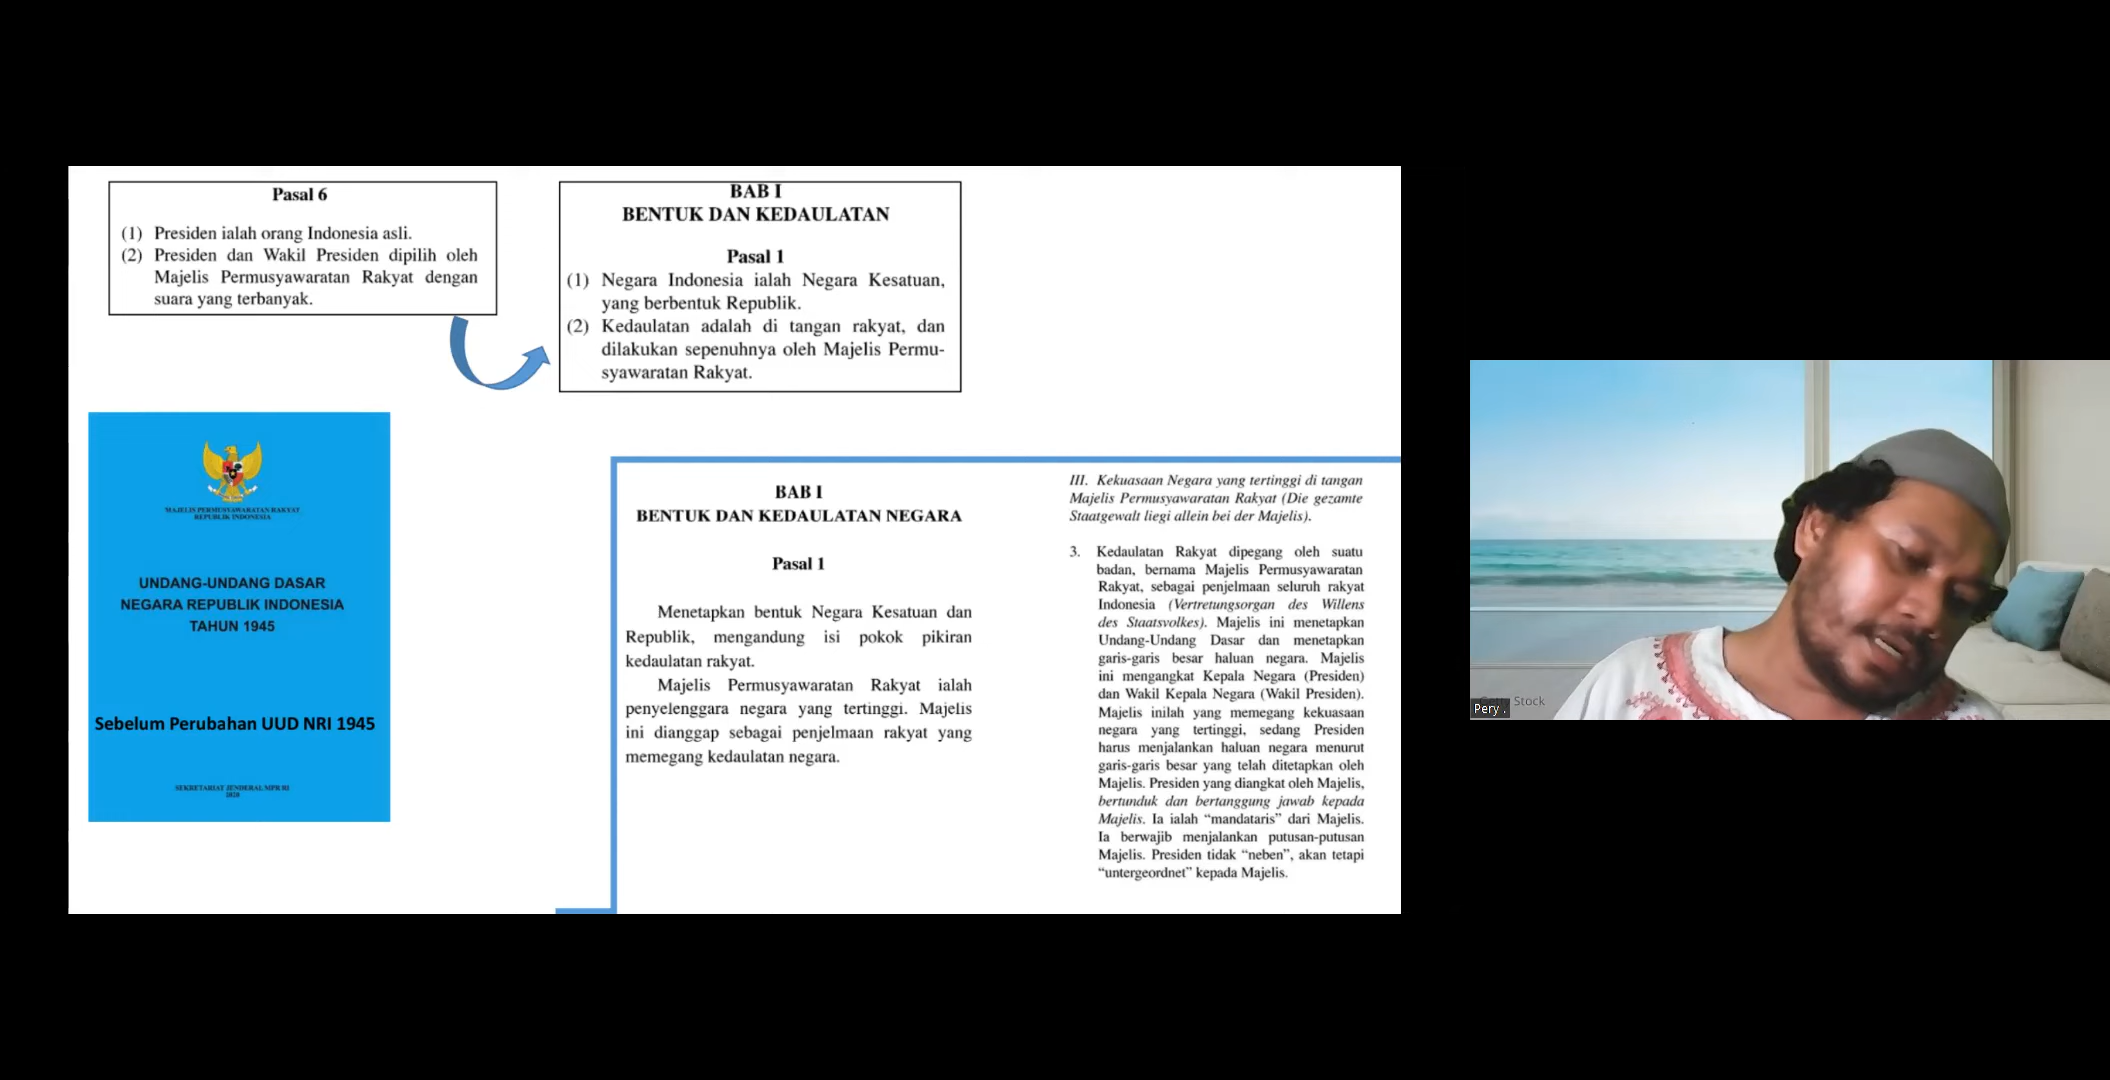 Pasal 6
(1) Presiden ialah orang Indonesia asli.
(2) Presiden dan Wakil Presiden dipilih oleh
Majelis Permusyawaratan Rakyat dengan
suara yang terbanyak.
BAB I
BENTUK DAN KEDAULATAN
Pasal 1
(1) Negara Indonesia ialah Negara Kesatuan,
yang berbentuk Republik.
(2) Kedaulatan adalah di tangan rakyat, dan
dilakukan sepenuhnya oleh Majelis Permu-
syawaratan Rakyat.
MAJELIS PERMUSYAWARATAN RAKYAT
REPUBLIK INDONESIA
UNDANG-UNDANG DASAR
NEGARA REPUBLIK INDONESIA
TAHUN 1945
Sebelum Perubahan UUD NRI 1945
SEKRETARIAT JENDERAL MPR RI
2020
BAB I
BENTUK DAN KEDAULATAN NEGARA
Pasal 1
Menetapkan bentuk Negara Kesatuan dan
Republik, mengandung isi pokok pikiran
kedaulatan rakyat.
Majelis Permusyawaratan Rakyat ialah
penyelenggara negara yang tertinggi. Majelis
ini dianggap sebagai penjelmaan rakyat yang
memegang kedaulatan negara.
III. Kekuasaan Negara yang tertinggi di tangan
Majelis Permusyawaratan Rakyat (Die gezamte
Staatgewalt liegi allein bei der Majelis).
3. Kedaulatan Rakyat dipegang oleh suatu
badan, bernama Majelis Permusyawaratan
Rakyat, sebagai penjelmaan seluruh rakyat
Indonesia (Vertretungsorgan des Willens
des Staatsvolkes). Majelis ini menetapkan
Undang-Undang Dasar dan menetapkan
garis-garis besar haluan negara. Majelis
ini mengangkat Kepala Negara (Presiden)
dan Wakil Kepala Negara (Wakil Presiden).
Majelis inilah yang memegang kekuasaan
negara yang tertinggi, sedang Presiden
harus menjalankan haluan negara menurut
garis-garis besar yang telah ditetapkan oleh
Majelis. Presiden yang diangkat oleh Majelis,
bertunduk dan bertanggung jawab kepada
Majelis. Ia ialah “mandataris” dari Majelis.
Ia berwajib menjalankan putusan-putusan
Majelis. Presiden tidak “neben”, akan tetapi
“untergeordnet” kepada Majelis.
Stock
Pery .